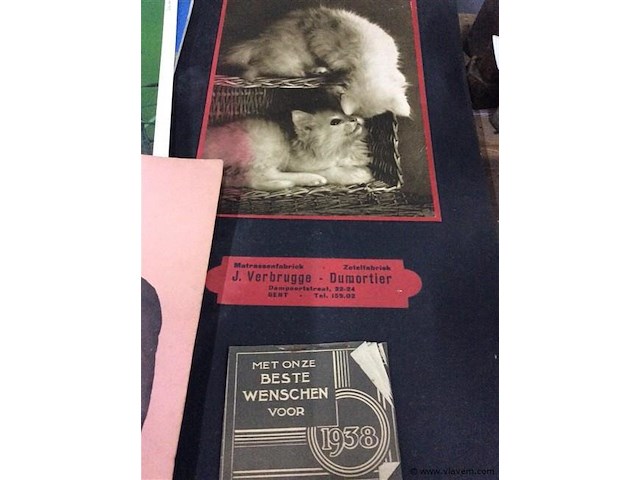 Matrassenfabriek - Zetelfabriek
J. Verbrugge - Dumortier
Dampoortstraat, 22-24
GENT - Tel. 159.02
MET ONZE
BESTE
WENSCHEN
VOOR
1938
© www.vlavem.com